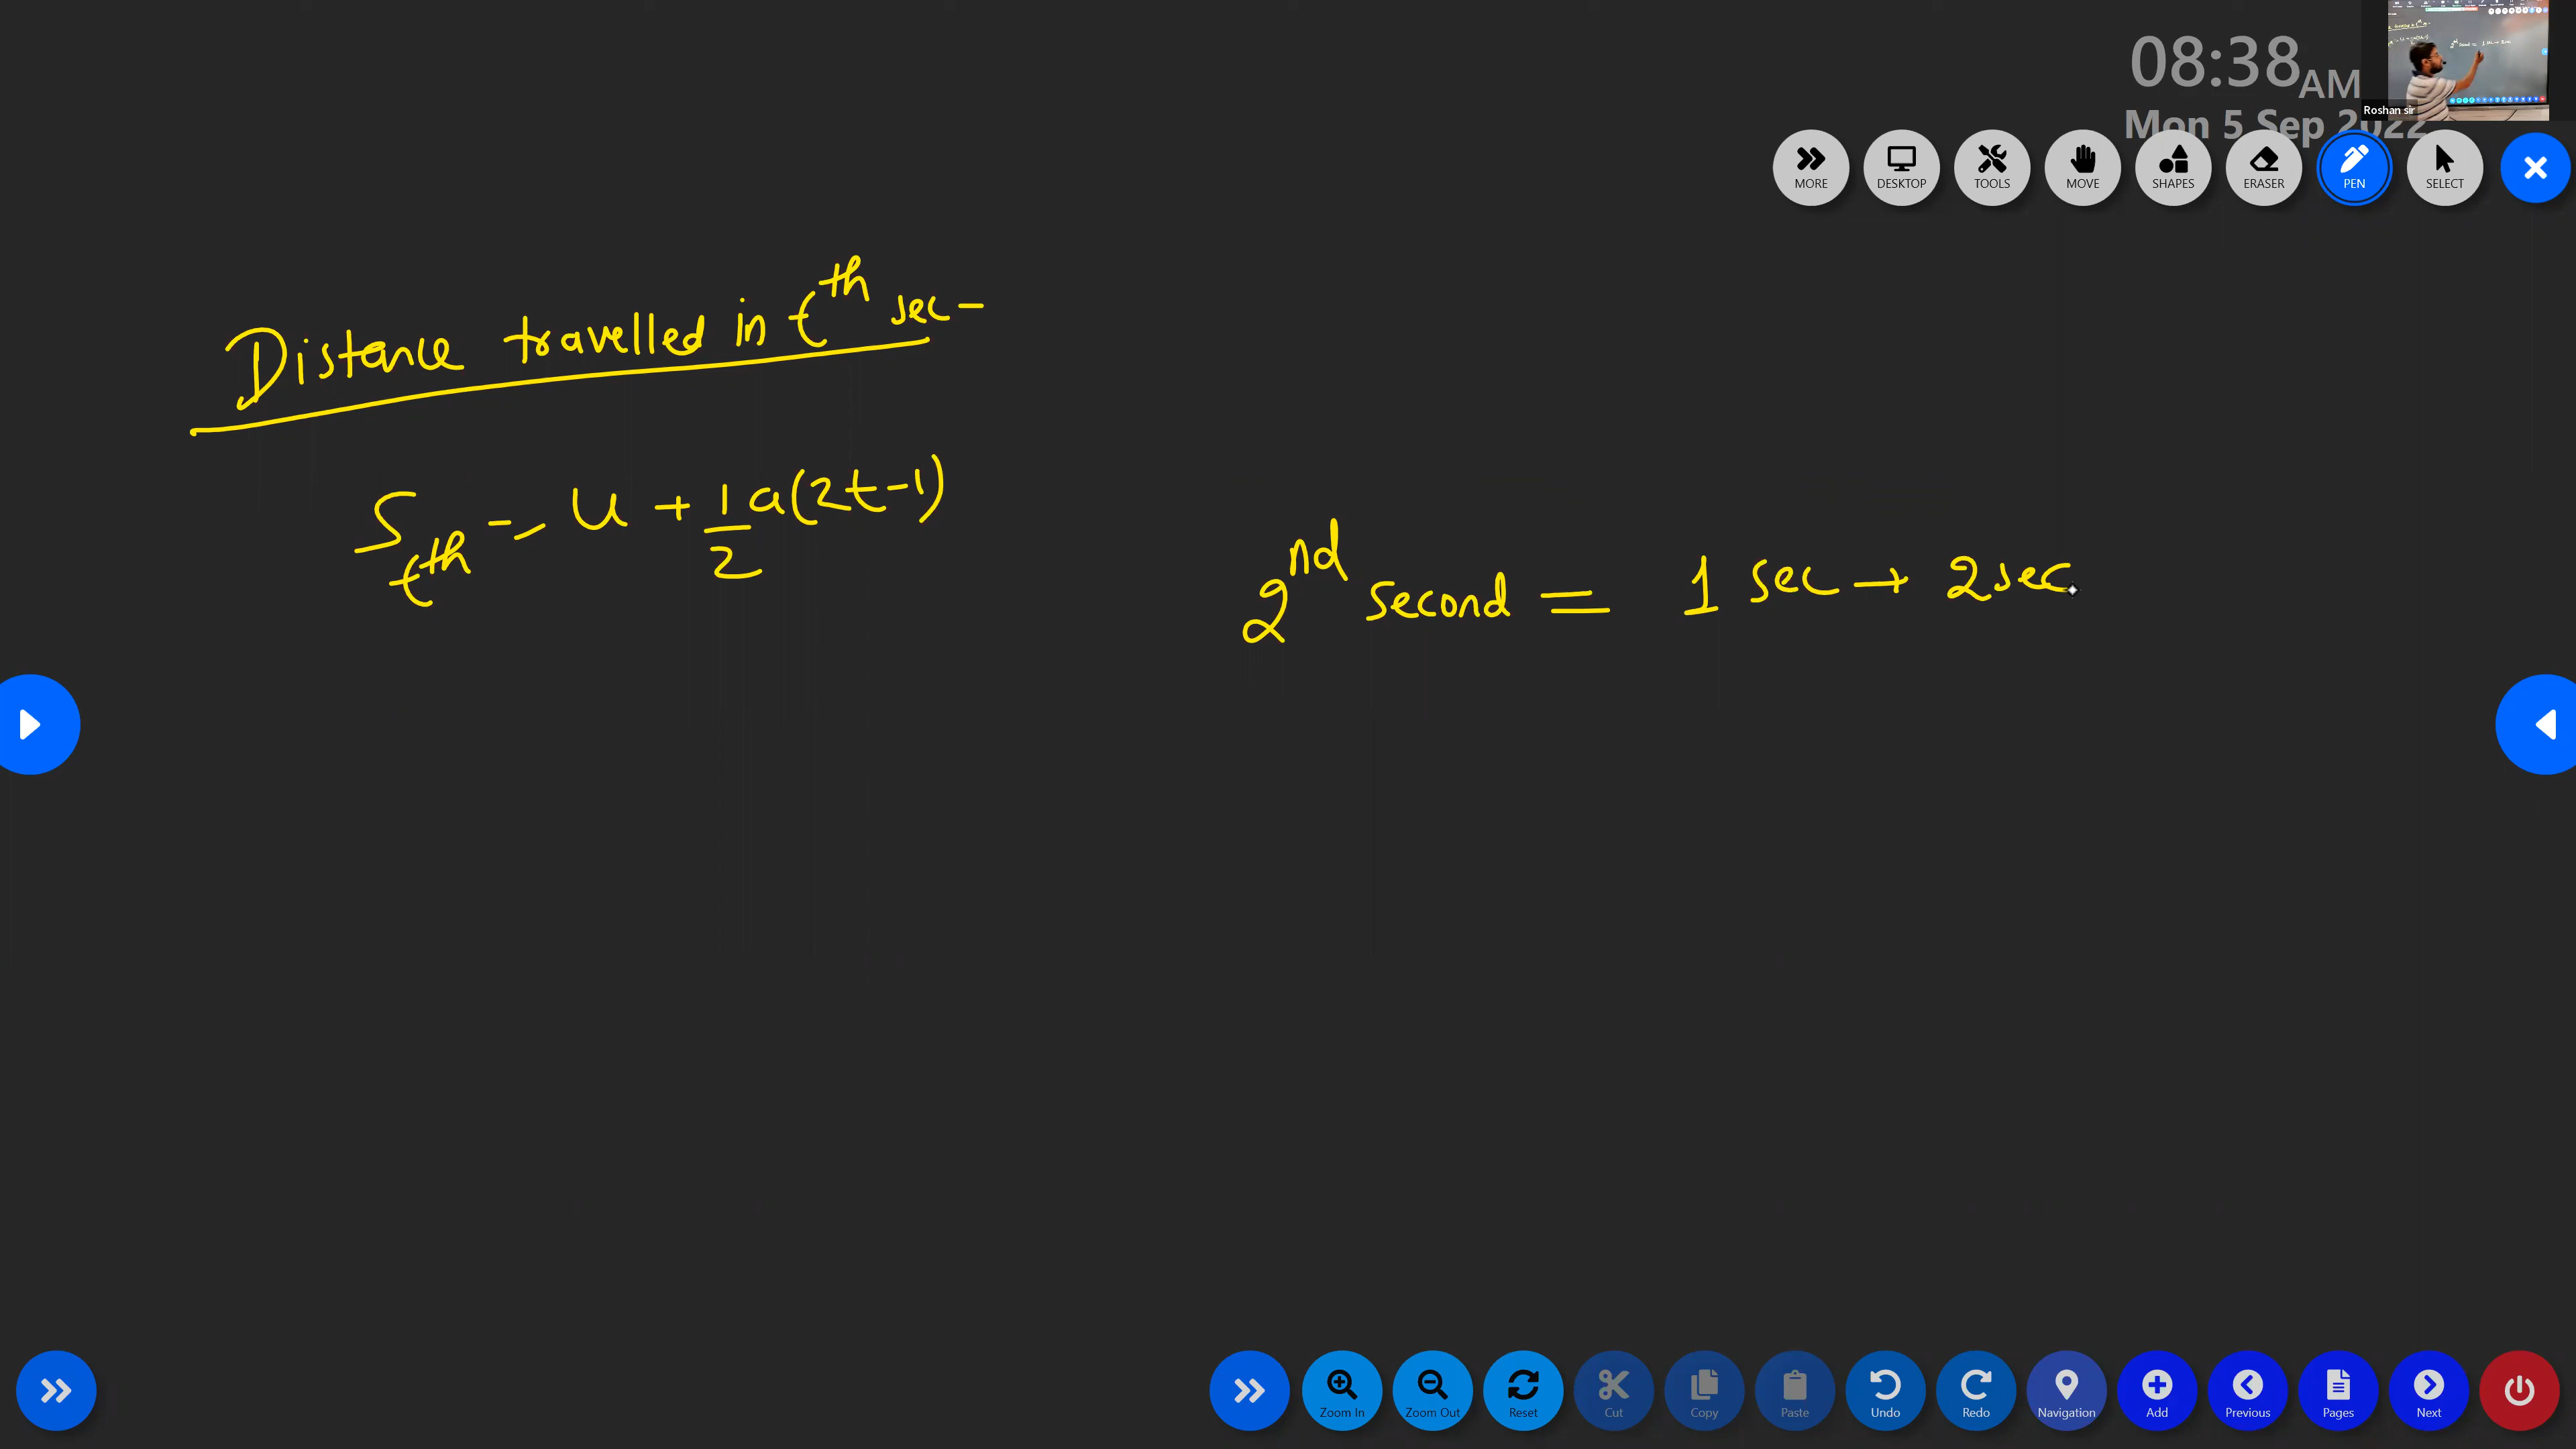 08:38 AM
Mon 5 Sep 2022
Roshan sir
MORE DESKTOP TOOLS MOVE SHAPES ERASER PEN SELECT
Distance travelled in tth sec -
Stth = u + 1/2 a(2t-1)
2nd second = 1 sec → 2 sec
Zoom In Zoom Out Reset Cut Copy Paste Undo Redo Navigation Add Previous Pages Next